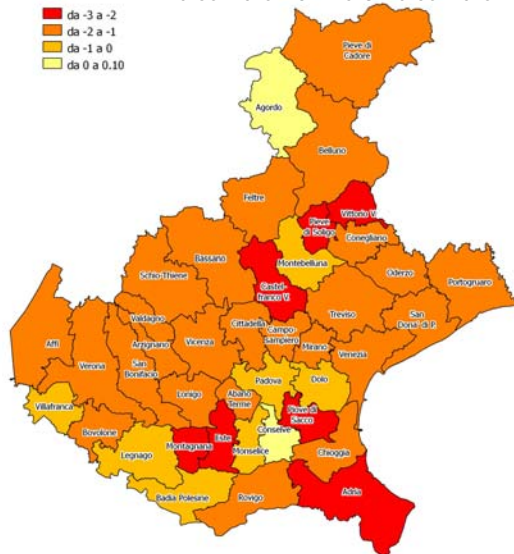 da -3 a -2
da -2 a -1
da -1 a 0
da 0 a 0.10
Pieve di
Cadore
Agordo
Belluno
Feltre
Vittorio V.
Pieve
di Soligo
Conegliano
Bassano
Montebelluna
Schio-Thiene
Oderzo
Portogruaro
Castel-
franco V.
Treviso
San
Dona' di P.
Valdagno
Cittadella
Campo-
sampiero
Mirano
Venezia
Affi
Verona
Arzignano
San
Bonifacio
Vicenza
Padova
Dolo
Lonigo
Abano
Terme
Villafranca
Piove di
Sacco
Bovolone
Legnago
Montagnana
Este
Conselve
Monselice
Chioggia
Badia Polesine
Rovigo
Adria